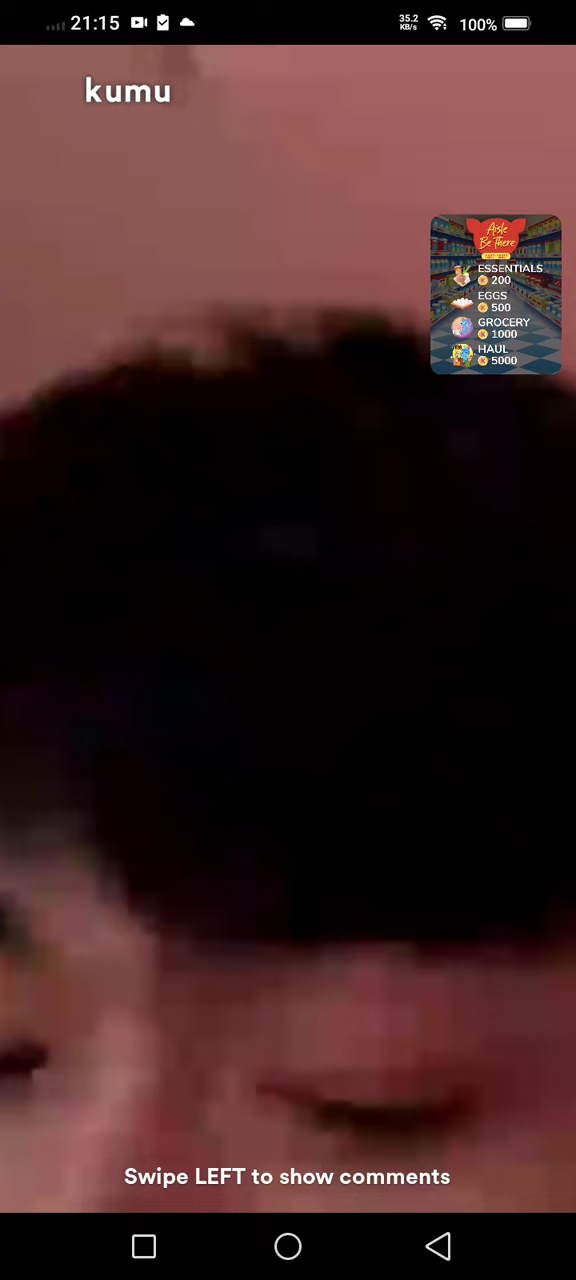 21:15
35.2
KB/s
100%
kumu
Aisle
Be There
ESSENTIALS
200
EGGS
500
GROCERY
1000
HAUL
5000
Swipe LEFT to show comments